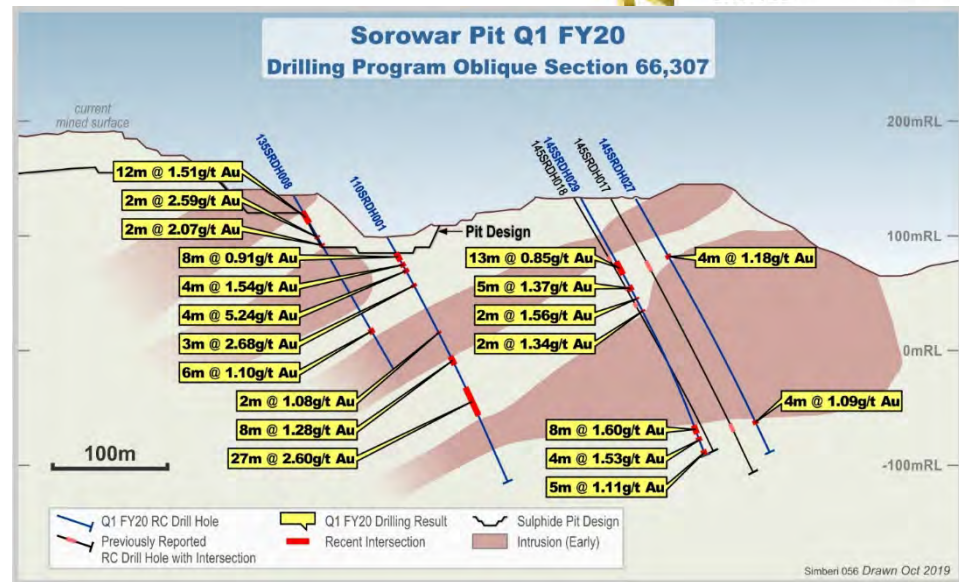 Sorowar Pit Q1 FY20
Drilling Program Oblique Section 66,307
current
mined surface
200mRL
135SRDH008
110SRDH001
145SRDH018
145SRDH029
145SRDH017
145SRDH027
12m @ 1.51g/t Au
2m @ 2.59g/t Au
2m @ 2.07g/t Au
Pit Design
100mRL
8m @ 0.91g/t Au
4m @ 1.54g/t Au
4m @ 5.24g/t Au
3m @ 2.68g/t Au
6m @ 1.10g/t Au
13m @ 0.85g/t Au
5m @ 1.37g/t Au
2m @ 1.56g/t Au
2m @ 1.34g/t Au
4m @ 1.18g/t Au
0mRL
2m @ 1.08g/t Au
8m @ 1.28g/t Au
27m @ 2.60g/t Au
4m @ 1.09g/t Au
8m @ 1.60g/t Au
4m @ 1.53g/t Au
5m @ 1.11g/t Au
100m
-100mRL
Q1 FY20 RC Drill Hole
Previously Reported
RC Drill Hole with Intersection
Q1 FY20 Drilling Result
Recent Intersection
Sulphide Pit Design
Intrusion (Early)
Simberi 056 Drawn Oct 2019